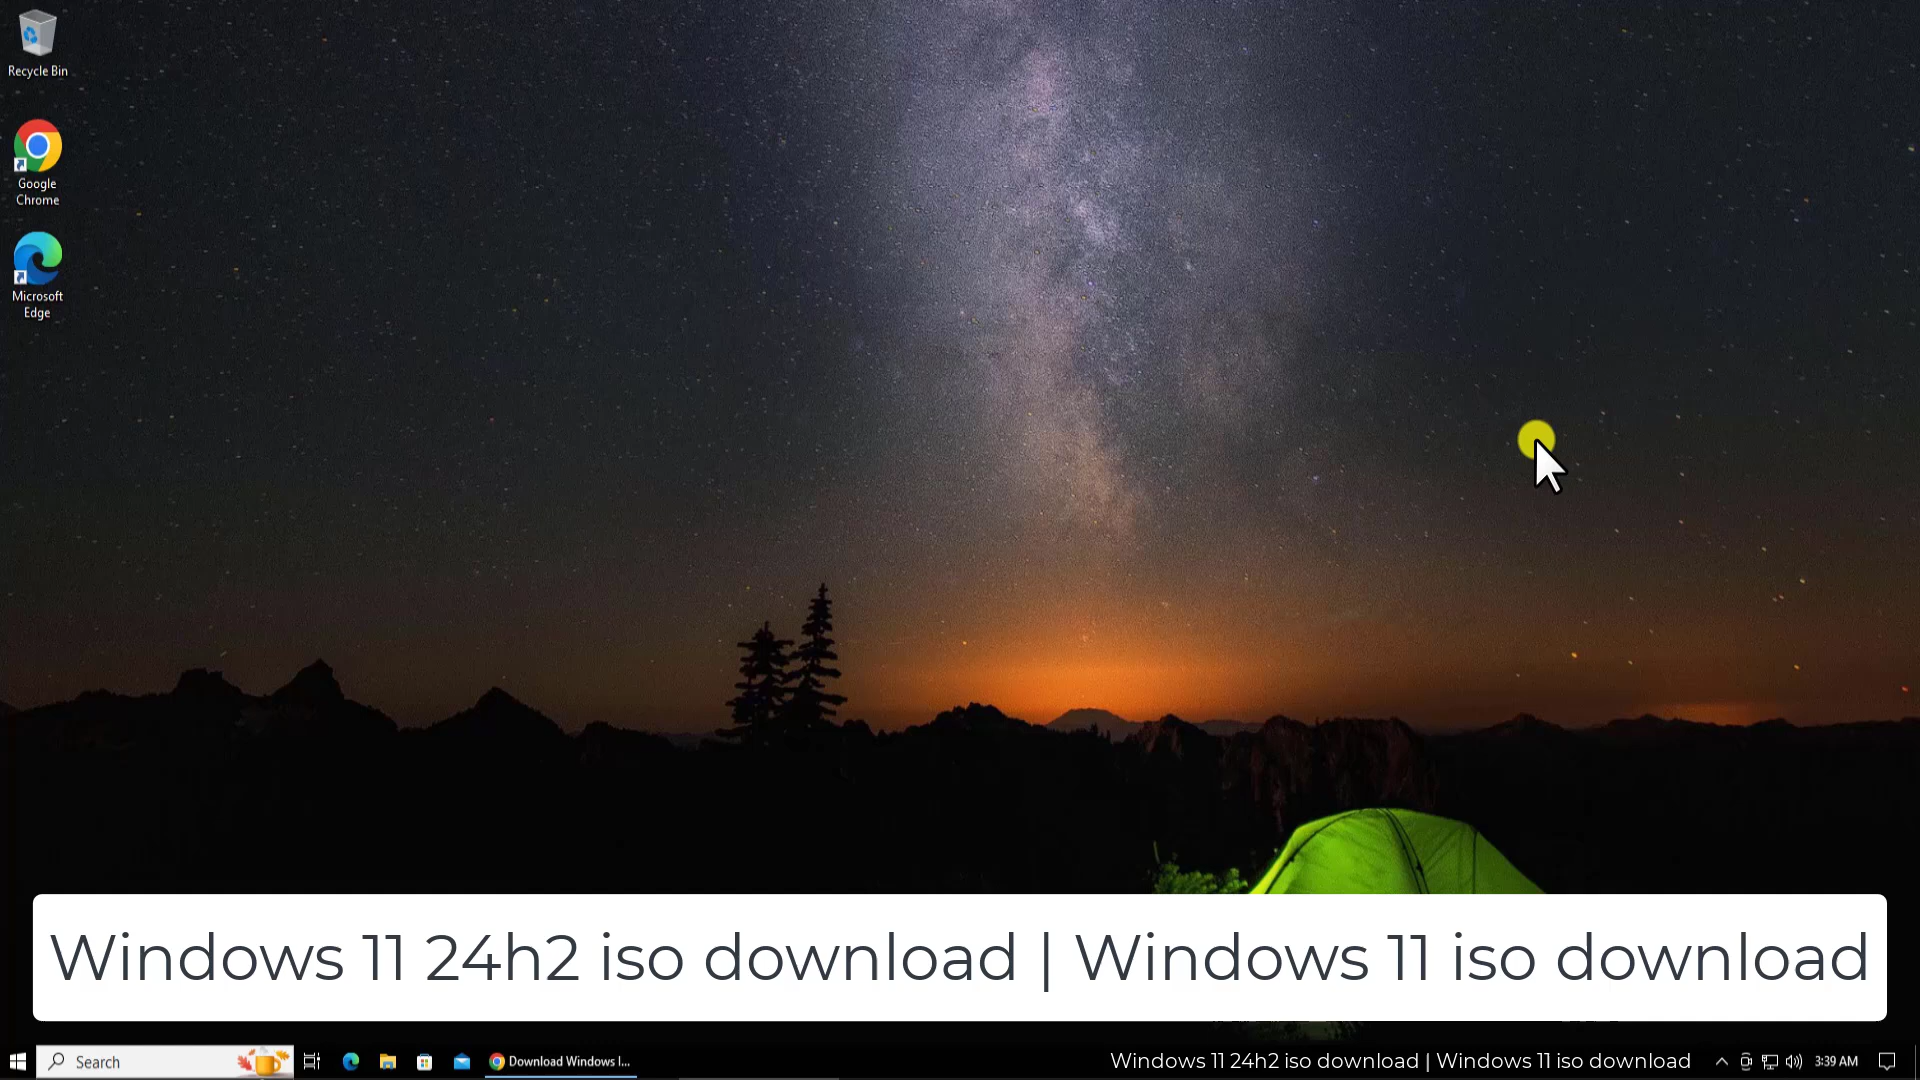 Recycle Bin
Google
Chrome
Microsoft
Edge
Windows 11 24h2 iso download | Windows 11 iso download
Search
Download Windows I...
Windows 11 24h2 iso download | Windows 11 iso download
3:39 AM